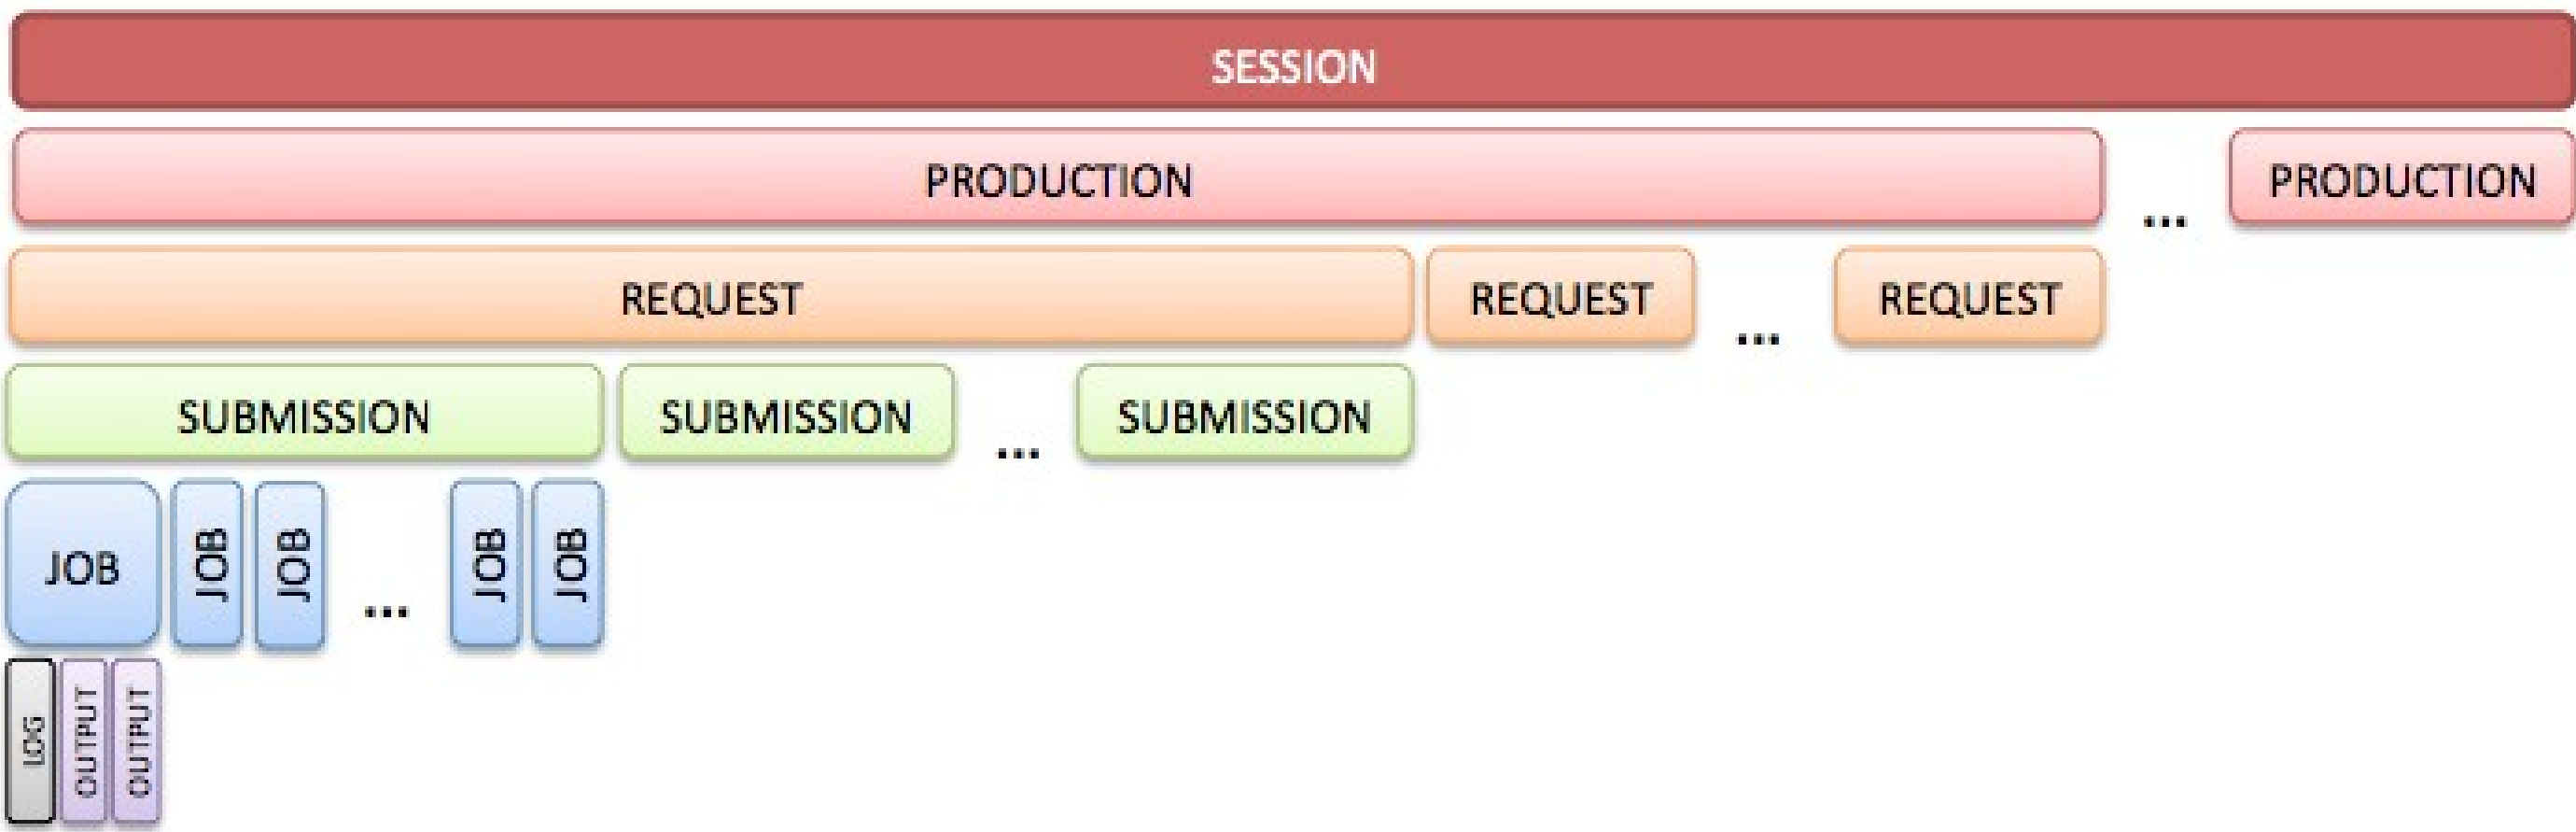 SESSION
PRODUCTION ... PRODUCTION
REQUEST REQUEST ... REQUEST
SUBMISSION SUBMISSION ... SUBMISSION
JOB JOB JOB ... JOB JOB
LOG OUTPUT OUTPUT